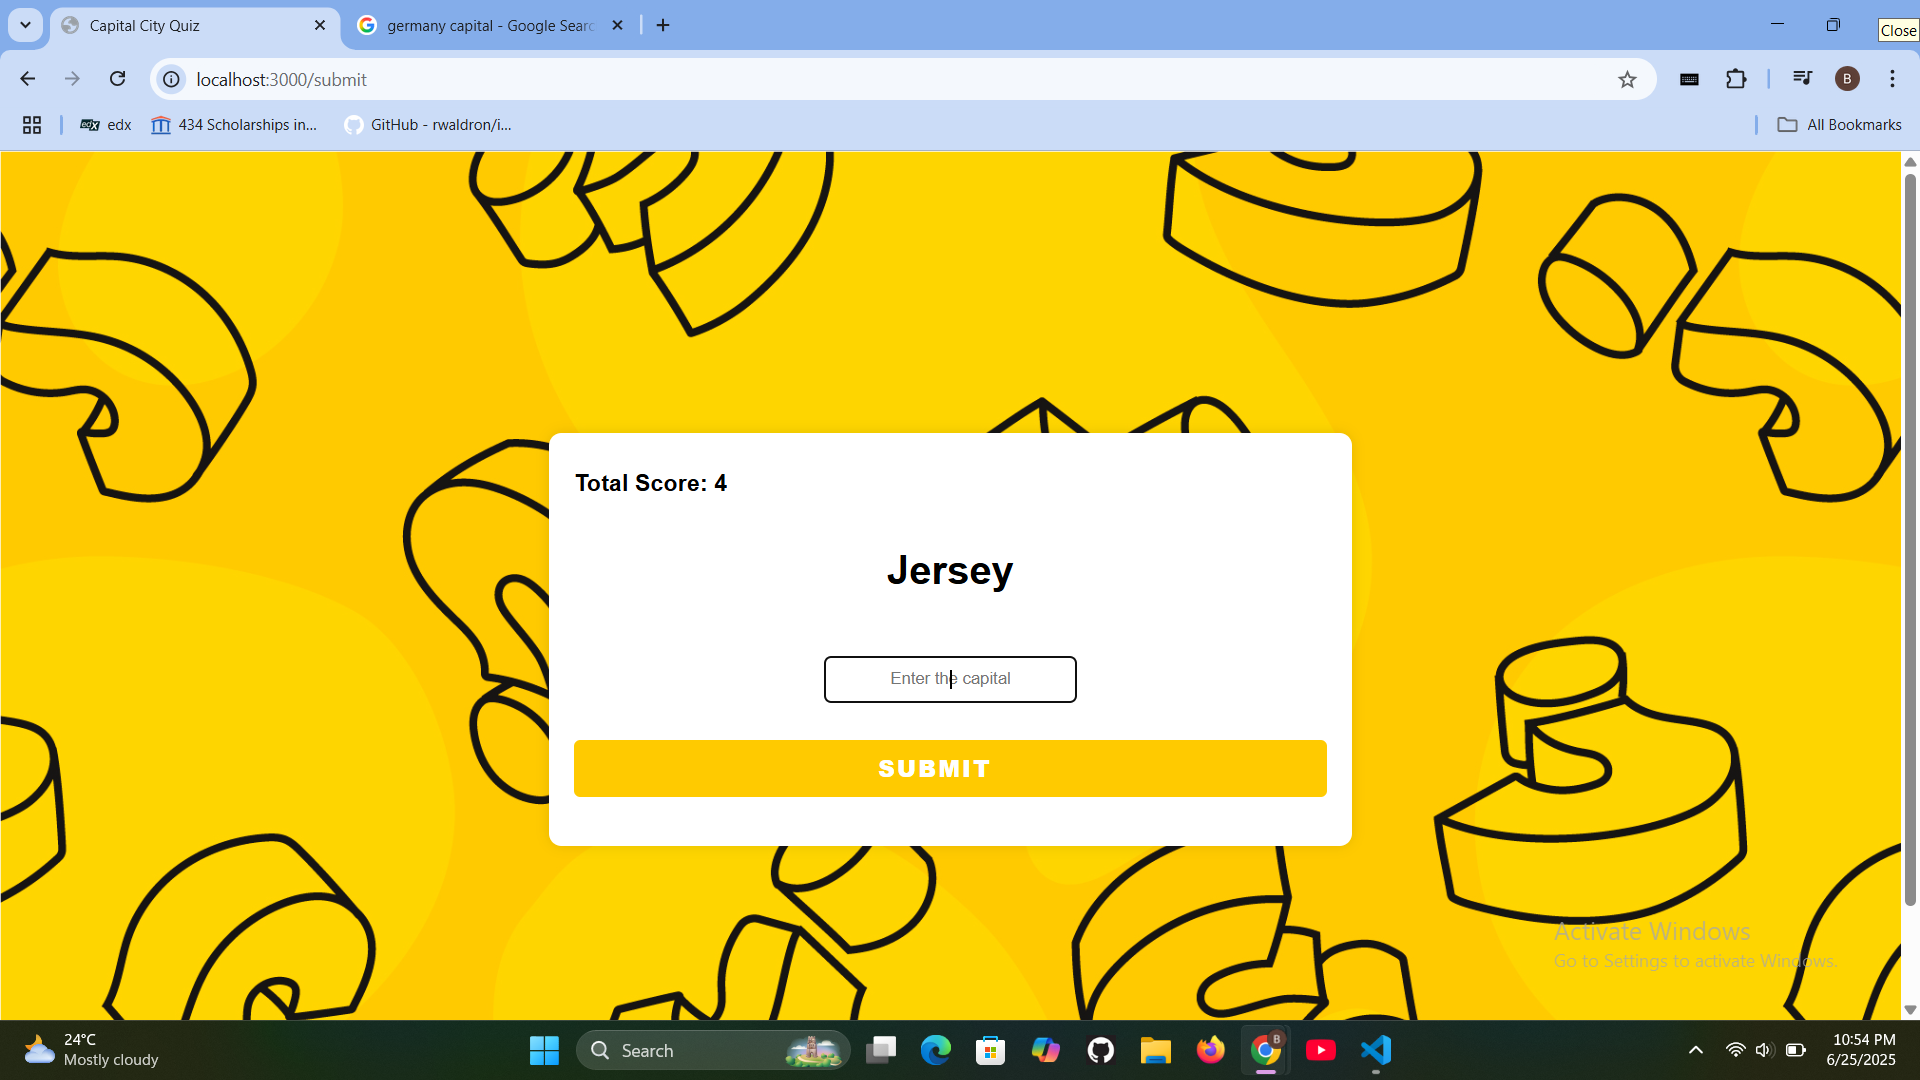 Capital City Quiz
germany capital - Google Searc
Close
localhost:3000/submit
B
edx
edx
434 Scholarships in...
GitHub - rwaldron/i...
All Bookmarks
Total Score: 4
Jersey
Enter the capital
SUBMIT
Activate Windows
Go to Settings to activate Windows.
24°C
Mostly cloudy
Search
B
10:54 PM
6/25/2025